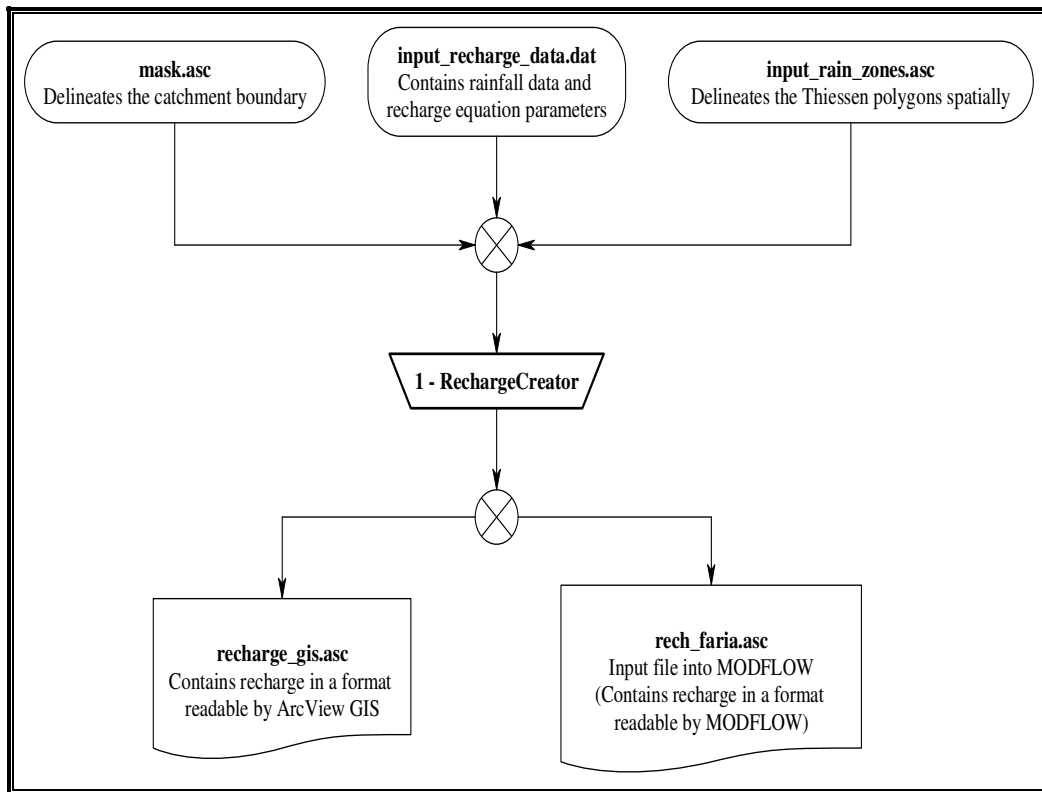 mask.asc
Delineates the catchment boundary
input_recharge_data.dat
Contains rainfall data and
recharge equation parameters
input_rain_zones.asc
Delineates the Thiessen polygons spatially
1 - RechargeCreator
recharge_gis.asc
Contains recharge in a format
readable by ArcView GIS
rech_faria.asc
Input file into MODFLOW
(Contains recharge in a format
readable by MODFLOW)